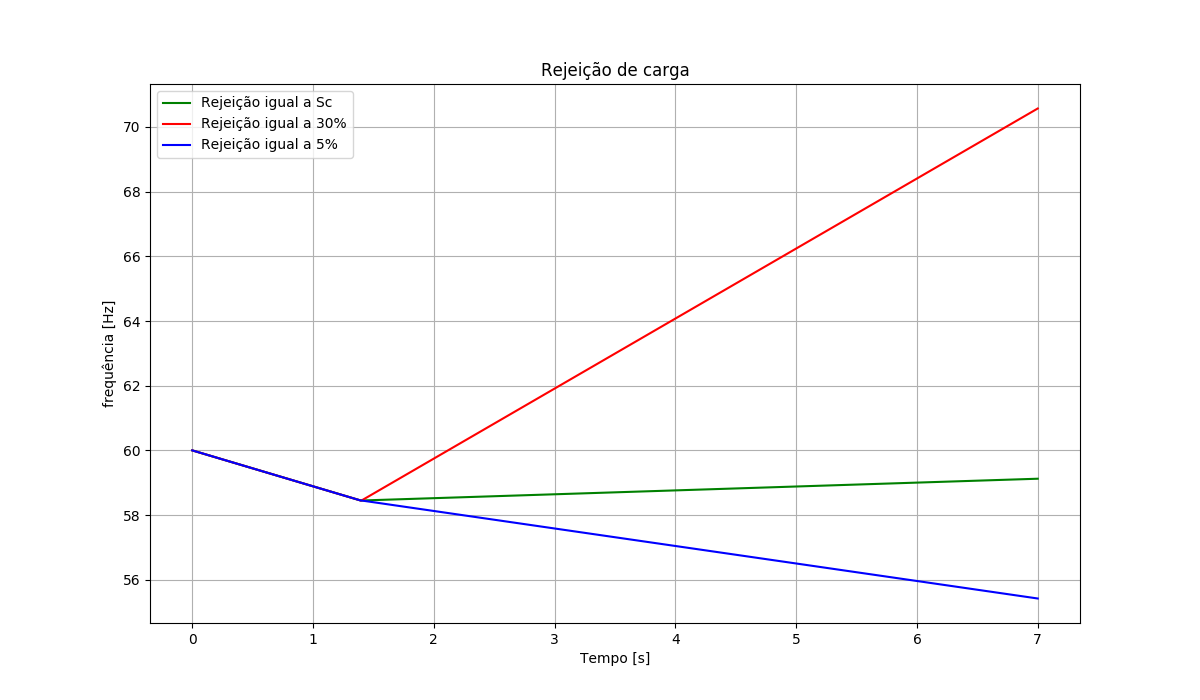 Rejeição de carga
Rejeição igual a Sc
Rejeição igual a 30%
Rejeição igual a 5%
frequência [Hz]
70
68
66
64
62
60
58
56
0 1 2 3 4 5 6 7
Tempo [s]